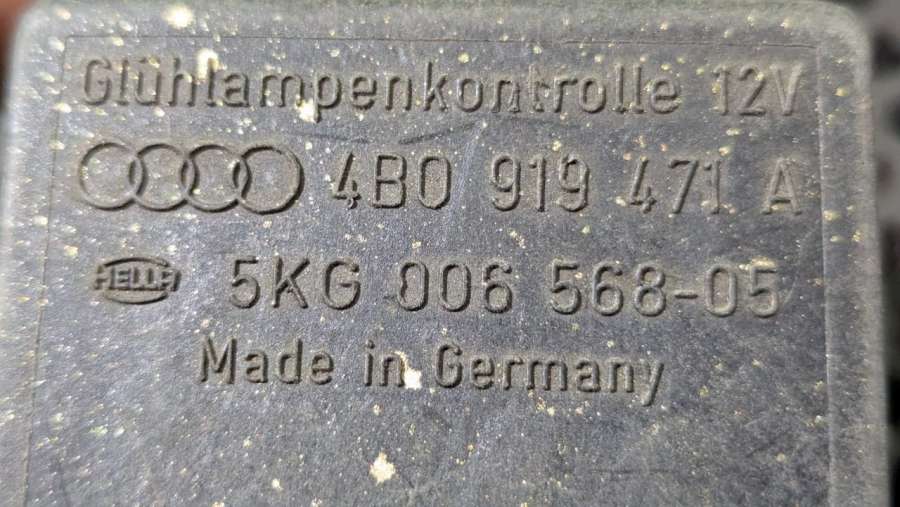 Glühlampenkontrolle 12V
4B0 919 471 A
HELLA 5KG 006 568-05
Made in Germany